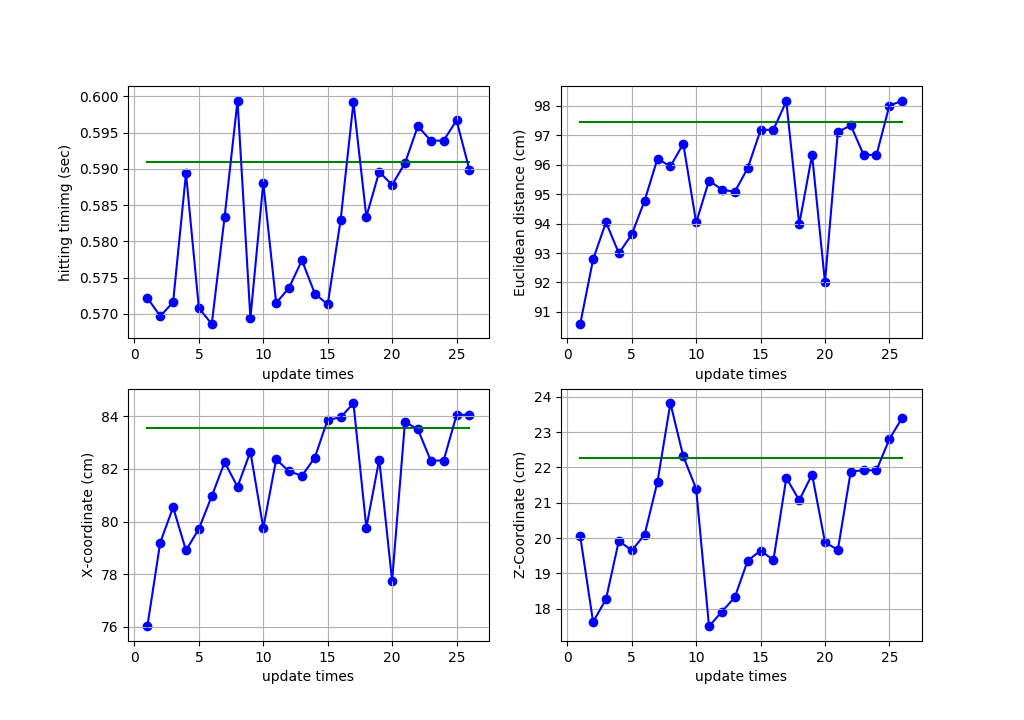 0.600
0.595
0.590
0.585
0.580
0.575
0.570
hitting timimg (sec)
0 5 10 15 20 25
update times
98
97
96
95
94
93
92
91
Euclidean distance (cm)
0 5 10 15 20 25
update times
84
82
80
78
76
X-coordinate (cm)
0 5 10 15 20 25
update times
24
23
22
21
20
19
18
Z-Coordinate (cm)
0 5 10 15 20 25
update times